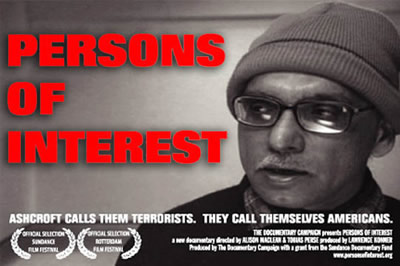 PERSONS
OF
INTEREST
ASHCROFT CALLS THEM TERRORISTS. THEY CALL THEMSELVES AMERICANS.
OFFICIAL SELECTION
SUNDANCE
FILM FESTIVAL
OFFICIAL SELECTION
ROTTERDAM
FILM FESTIVAL
THE DOCUMENTARY CAMPAIGN presents PERSONS OF INTEREST
a new documentary directed by ALISON MACLEAN & TOBIAS PERSE produced by LAWRENCE KONNER
Produced by The Documentary Campaign with a grant from the Sundance Documentary Fund
www.personsofinterest.org